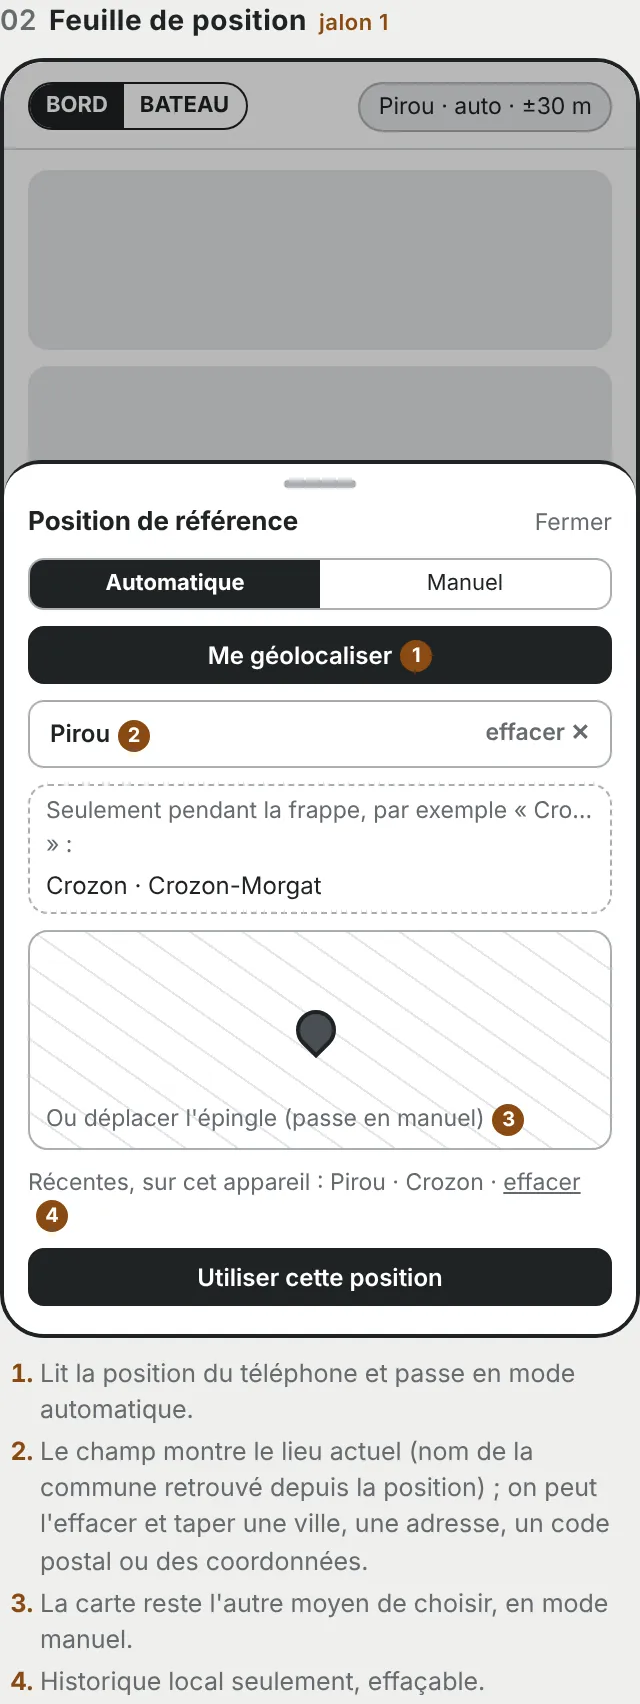 02 Feuille de position jalon 1
BORD BATEAU Pirou · auto · ±30 m
Position de référence Fermer
Automatique Manuel
Me géolocaliser 1
Pirou 2 effacer ✕
Seulement pendant la frappe, par exemple « Cro…
» :
Crozon · Crozon-Morgat
Ou déplacer l'épingle (passe en manuel) 3
Récentes, sur cet appareil : Pirou · Crozon · effacer
4
Utiliser cette position
1. Lit la position du téléphone et passe en mode
automatique.
2. Le champ montre le lieu actuel (nom de la
commune retrouvé depuis la position) ; on peut
l'effacer et taper une ville, une adresse, un code
postal ou des coordonnées.
3. La carte reste l'autre moyen de choisir, en mode
manuel.
4. Historique local seulement, effaçable.